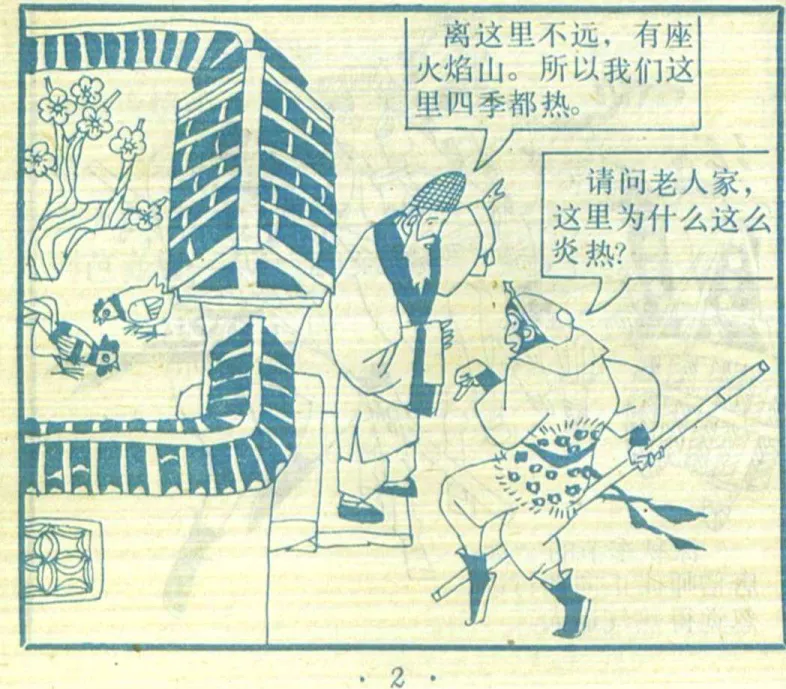 离这里不远，有座
火焰山。所以我们这
里四季都热。
请问老人家，
这里为什么这么
炎热？
·2·